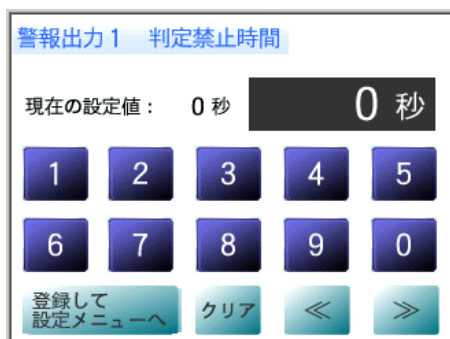 警報出力1 判定禁止時間
現在の設定値： 0 秒 0 秒
1 2 3 4 5
6 7 8 9 0
登録して
設定メニューへ クリア ≪ ≫